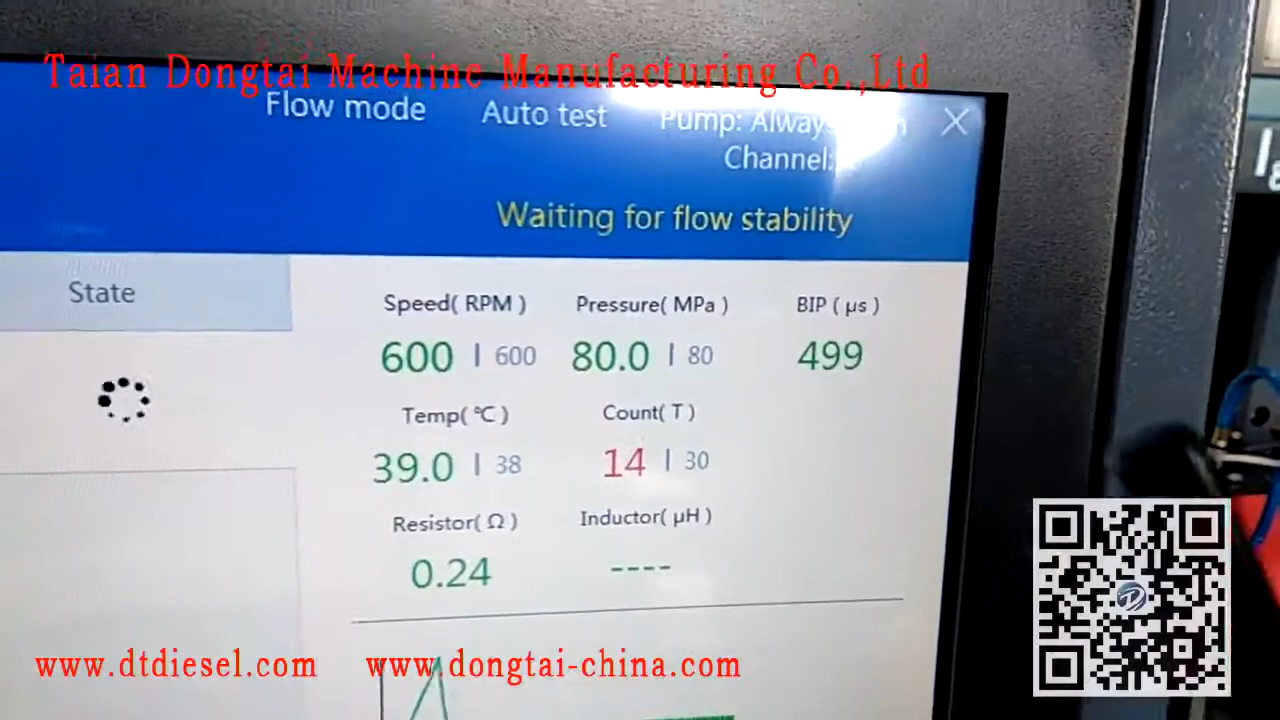 Taian Dongtai Machine Manufacturing Co.,Ltd
Flow mode Auto test Pump:
Channel:
Waiting for flow stability
State
Speed( RPM ) Pressure( MPa ) BIP ( µs )
600 | 600 80.0 | 80 499
Temp( ℃ ) Count( T )
39.0 | 38 14 | 30
Resistor( Ω ) Inductor( µH )
0.24 ----
www.dtdiesel.com www.dongtai-china.com